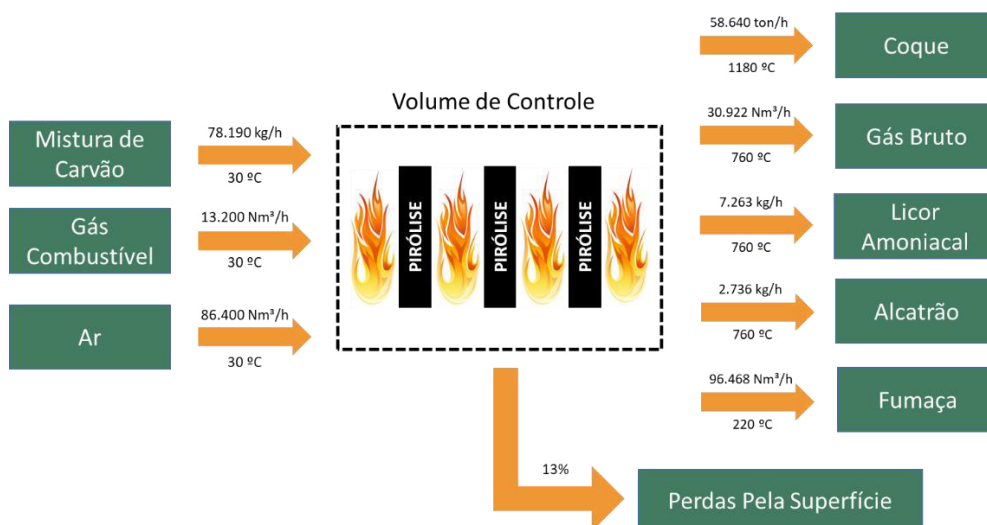 Volume de Controle
Mistura de
Carvão
78.190 kg/h
30 ºC
Gás
Combustível
13.200 Nm³/h
30 ºC
Ar
86.400 Nm³/h
30 ºC
PIRÓLISE
PIRÓLISE
PIRÓLISE
58.640 ton/h
1180 ºC
Coque
30.922 Nm³/h
760 ºC
Gás Bruto
7.263 kg/h
760 ºC
Licor
Amoniacal
2.736 kg/h
760 ºC
Alcatrão
96.468 Nm³/h
220 ºC
Fumaça
13%
Perdas Pela Superfície